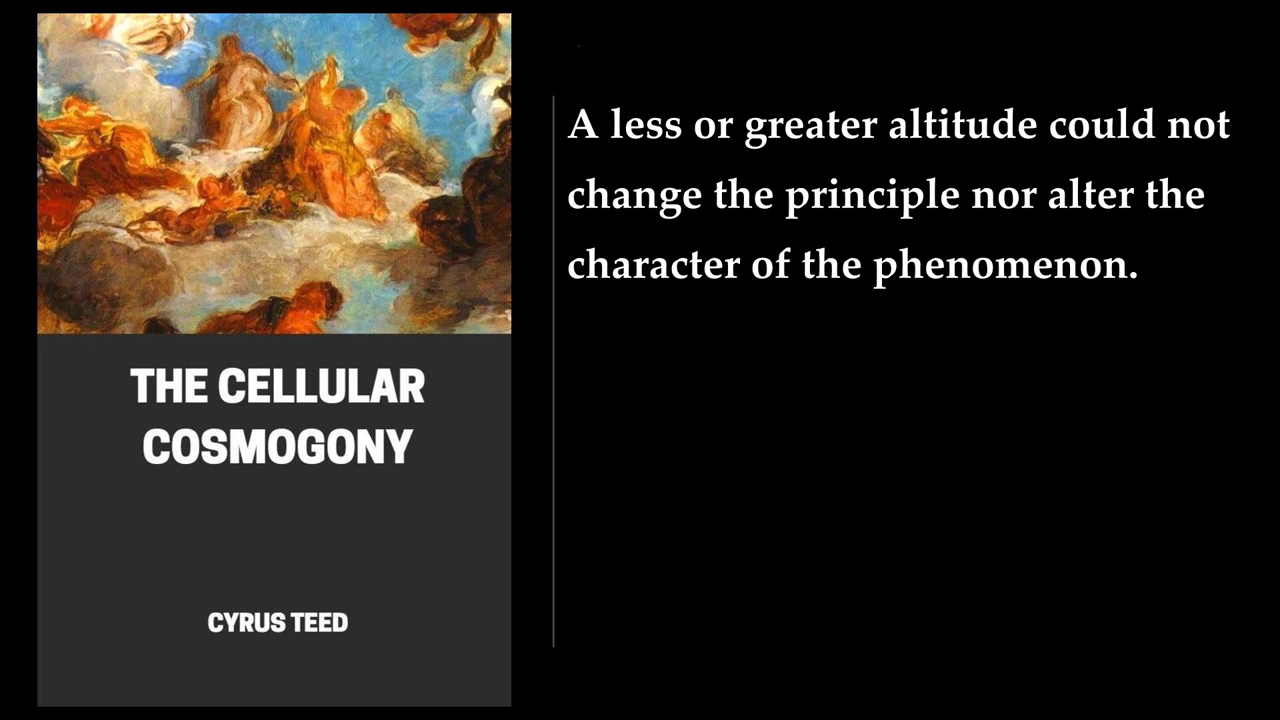 THE CELLULAR
COSMOGONY
CYRUS TEED
A less or greater altitude could not
change the principle nor alter the
character of the phenomenon.